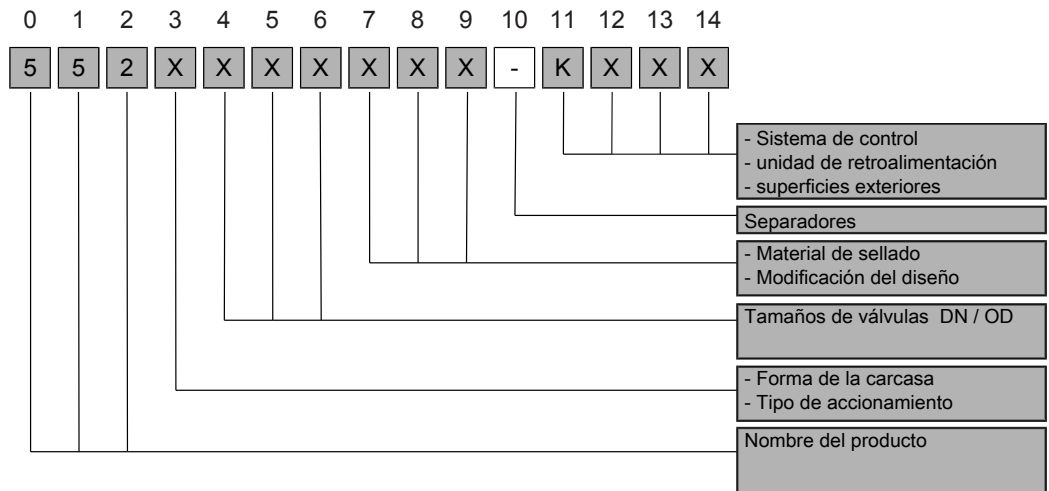 0 1 2 3 4 5 6 7 8 9 10 11 12 13 14
5 5 2 X X X X X X X - K X X X
- Sistema de control
- unidad de retroalimentación
- superficies exteriores
Separadores
- Material de sellado
- Modificación del diseño
Tamaños de válvulas DN / OD
- Forma de la carcasa
- Tipo de accionamiento
Nombre del producto